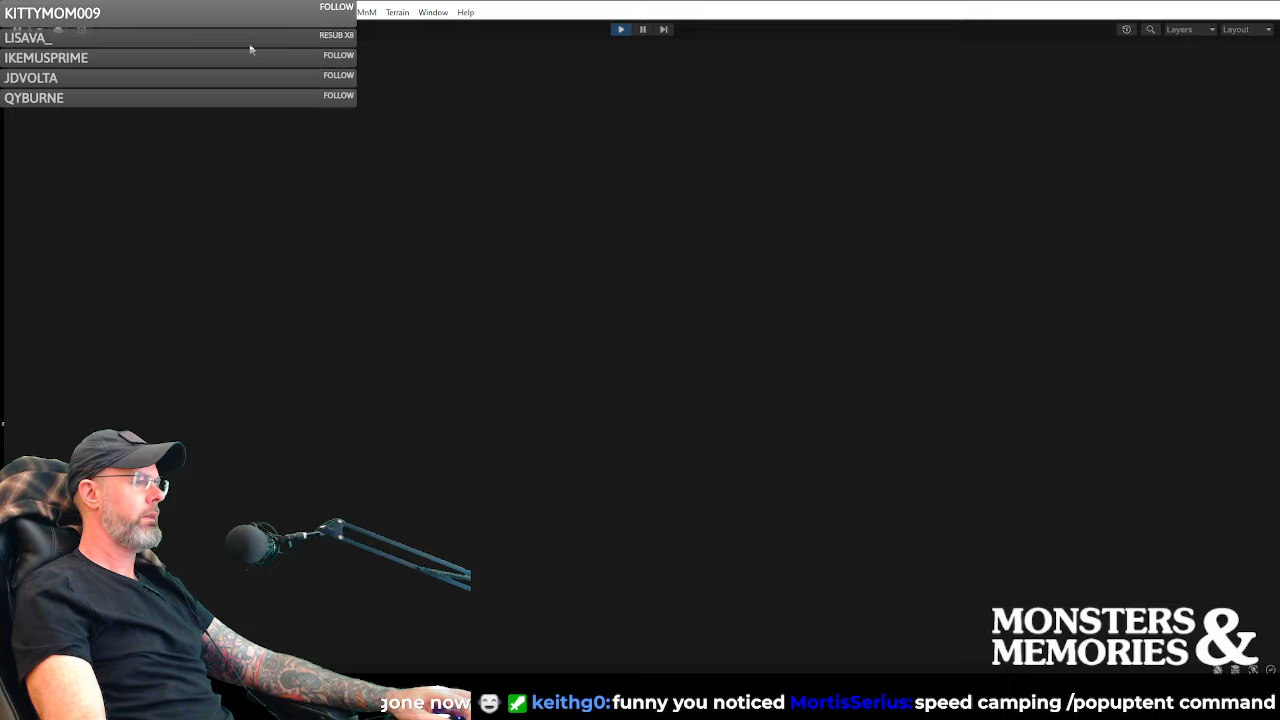 KITTYMOM009 FOLLOW
LISAVA_ RESUB X8
IKEMUSPRIME FOLLOW
JDVOLTA FOLLOW
QYBURNE FOLLOW
MnM Terrain Window Help
Layers Layout
MONSTERS &
MEMORIES
gone now keithg0: funny you noticed MortisSerius: speed camping /popuptent command